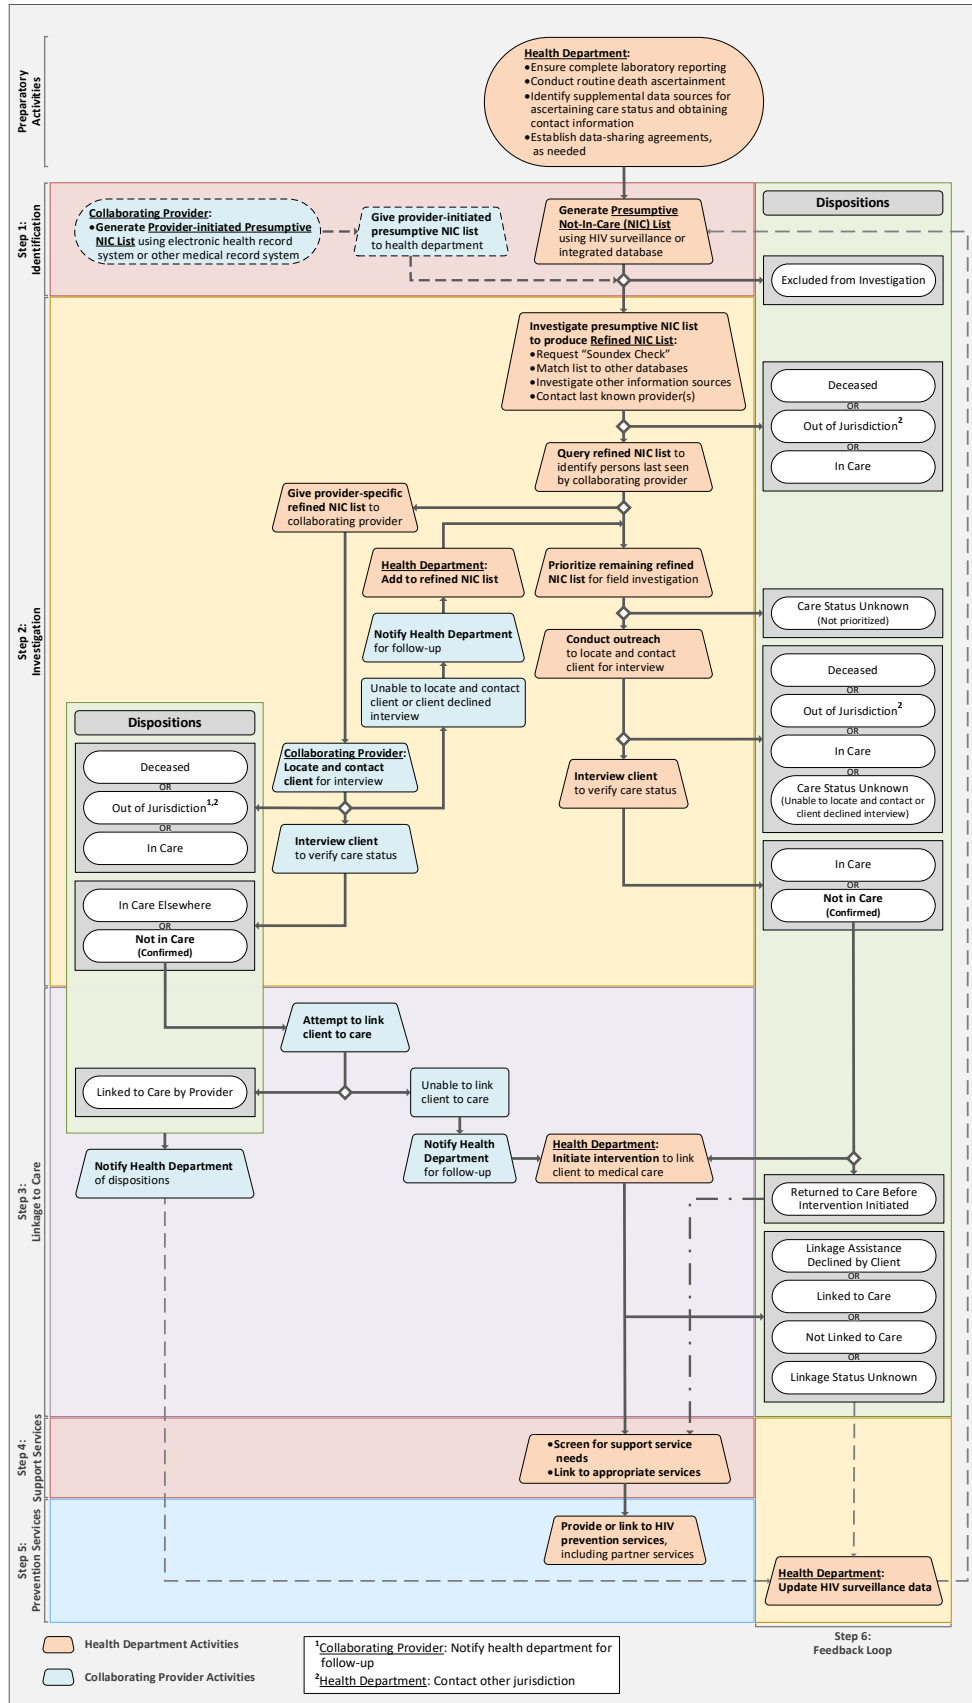 Preparatory
Activities
Health Department:
•Ensure complete laboratory reporting
•Conduct routine death ascertainment
•Identify supplemental data sources for
ascertaining care status and obtaining
contact information
•Establish data-sharing agreements,
as needed
Step 1:
Identification
Collaborating Provider:
• Generate Provider-initiated Presumptive
NIC List using electronic health record
system or other medical record system
Give provider-initiated
presumptive NIC list
to health department
Generate Presumptive
Not-In-Care (NIC) List
using HIV surveillance or
integrated database
Dispositions
Excluded from Investigation
Step 2:
Investigation
Investigate presumptive NIC list
to produce Refined NIC List:
•Request “Soundex Check”
•Match list to other databases
•Investigate other information sources
•Contact last known provider(s)
Deceased
OR
Out of Jurisdiction2
OR
In Care
Query refined NIC list to
identify persons last seen
by collaborating provider
Give provider-specific
refined NIC list to
collaborating provider
Health Department:
Add to refined NIC list
Prioritize remaining refined
NIC list for field investigation
Care Status Unknown
(Not prioritized)
Notify Health Department
for follow-up
Conduct outreach
to locate and contact
client for interview
Unable to locate and contact
client or client declined
interview
Deceased
OR
Out of Jurisdiction2
OR
In Care
OR
Care Status Unknown
(Unable to locate and contact or
client declined interview)
Dispositions
Deceased
OR
Out of Jurisdiction1,2
OR
In Care
Collaborating Provider:
Locate and contact
client for interview
Interview client
to verify care status
Interview client
to verify care status
In Care
OR
Not in Care
(Confirmed)
In Care Elsewhere
OR
Not in Care
(Confirmed)
Step 3:
Linkage to Care
Attempt to link
client to care
Linked to Care by Provider
Unable to link
client to care
Notify Health Department
of dispositions
Notify Health
Department
for follow-up
Health Department:
Initiate intervention to link
client to medical care
Returned to Care Before
Intervention Initiated
Linkage Assistance
Declined by Client
OR
Linked to Care
OR
Not Linked to Care
OR
Linkage Status Unknown
Step 4:
Support Services
•Screen for support service
needs
•Link to appropriate services
Step 5:
Prevention Services
Provide or link to HIV
prevention services,
including partner services
Health Department:
Update HIV surveillance data
Step 6:
Feedback Loop
Health Department Activities
Collaborating Provider Activities
1Collaborating Provider: Notify health department for
follow-up
2Health Department: Contact other jurisdiction